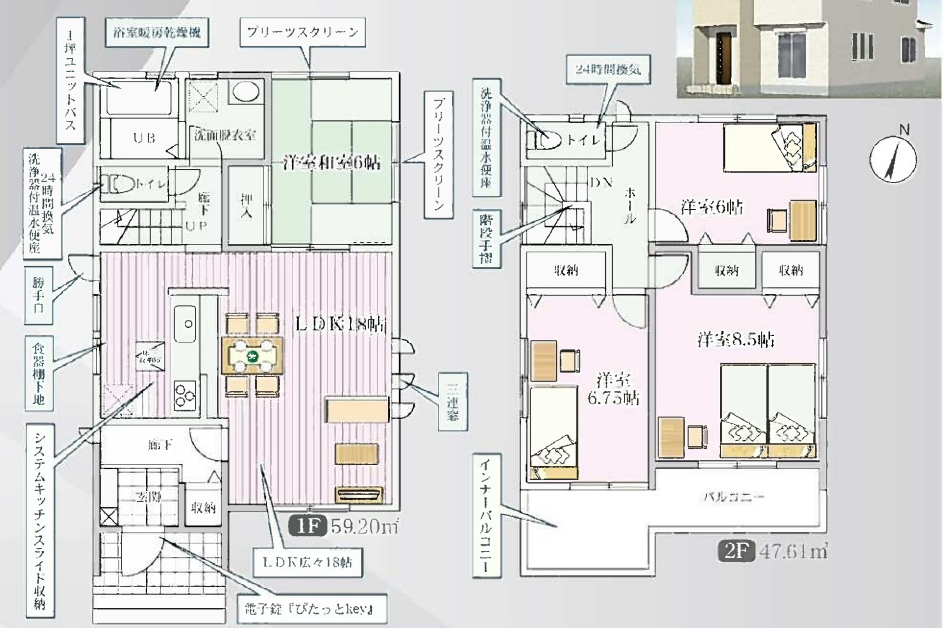 1坪ユニットバス
浴室暖房乾燥機
プリーツスクリーン
プリーツスクリーン
UB
洗面脱衣室
洋室和室6帖
24時間換気
洗浄器付温水便座
トイレ
廊下
UP
押入
勝手口
食器棚下地
システムキッチンスライド収納
LDK18帖
三連窓
廊下
玄関
収納
1F 59.20㎡
LDK広々18帖
電子錠『ぴたっとkey』
24時間換気
洗浄器付温水便座
トイレ
DN
ホール
階段手摺
洋室6帖
収納
収納
収納
洋室
6.75帖
洋室8.5帖
インナーバルコニー
バルコニー
2F 47.61㎡
N